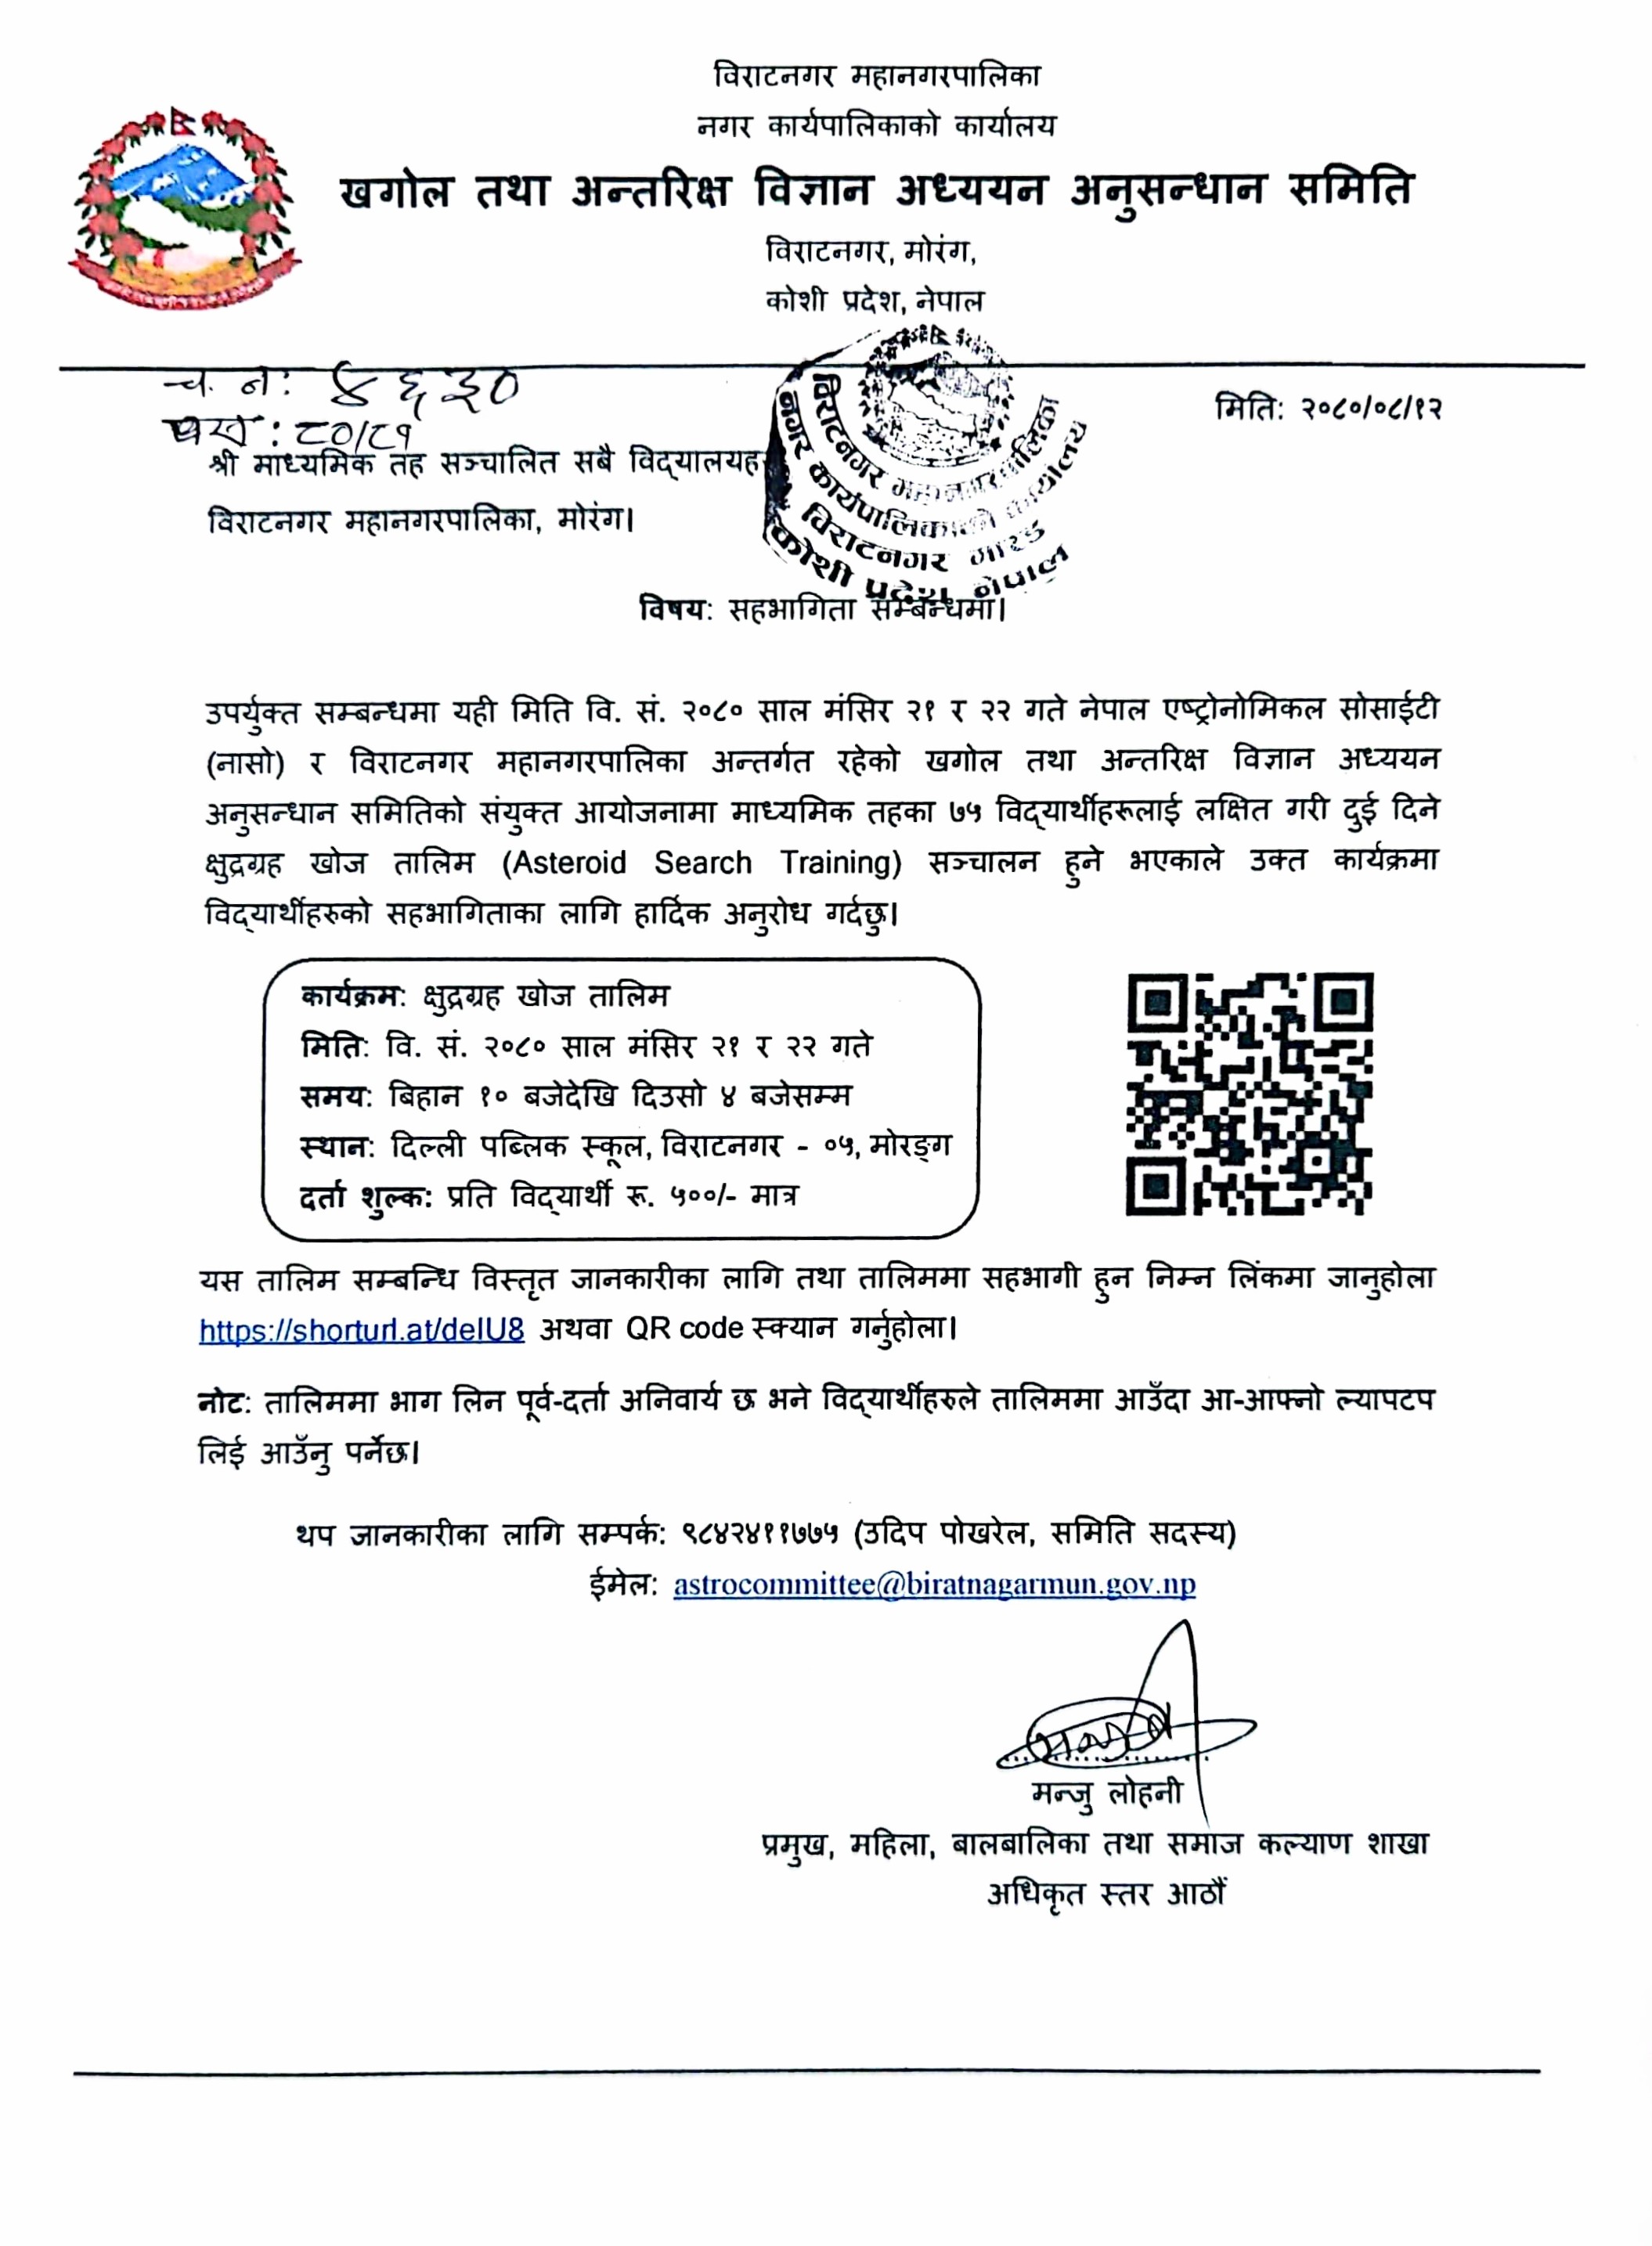 विराटनगर महानगरपालिका
नगर कार्यपालिकाको कार्यालय
खगोल तथा अन्तरिक्ष विज्ञान अध्ययन अनुसन्धान समिति
विराटनगर, मोरंग,
कोशी प्रदेश, नेपाल
च. नं: ४६३०
मिति: २०८०/०८/१२
: ८०/८१
विराटनगर महानगरपालिका
नगर कार्यपालिकाको कार्यालय
विराटनगर
कोशी प्रदेश, नेपाल
श्री माध्यमिक तह सञ्चालित सबै विद्यालयह
विराटनगर महानगरपालिका, मोरंग।
विषय: सहभागिता सम्बन्धमा।
उपर्युक्त सम्बन्धमा यही मिति वि. सं. २०८० साल मंसिर २१ र २२ गते नेपाल एष्ट्रोनोमिकल सोसाईटी
(नासो) र विराटनगर महानगरपालिका अन्तर्गत रहेको खगोल तथा अन्तरिक्ष विज्ञान अध्ययन
अनुसन्धान समितिको संयुक्त आयोजनामा माध्यमिक तहका ७५ विद्यार्थीहरूलाई लक्षित गरी दुई दिने
क्षुद्रग्रह खोज तालिम (Asteroid Search Training) सञ्चालन हुने भएकाले उक्त कार्यक्रमा
विद्यार्थीहरुको सहभागिताका लागि हार्दिक अनुरोध गर्दछु।
कार्यक्रम: क्षुद्रग्रह खोज तालिम
मिति: वि. सं. २०८० साल मंसिर २१ र २२ गते
समय: बिहान १० बजेदेखि दिउसो ४ बजेसम्म
स्थान: दिल्ली पब्लिक स्कूल, विराटनगर - ०५, मोरङ्ग
दर्ता शुल्क: प्रति विद्यार्थी रू. ५००/- मात्र
यस तालिम सम्बन्धि विस्तृत जानकारीका लागि तथा तालिममा सहभागी हुन निम्न लिंकमा जानुहोला
https://shorturl.at/delU8 अथवा QR code स्क्यान गर्नुहोला।
नोट: तालिममा भाग लिन पूर्व-दर्ता अनिवार्य छ भने विद्यार्थीहरुले तालिममा आउँदा आ-आफ्नो ल्यापटप
लिई आउँनु पर्नेछ।
थप जानकारीका लागि सम्पर्क: ९८४२४११७७५ (उदिप पोखरेल, समिति सदस्य)
ईमेल: astrocommittee@biratnagarmun.gov.np
मन्जु लोहनी
प्रमुख, महिला, बालबालिका तथा समाज कल्याण शाखा
अधिकृत स्तर आठौं